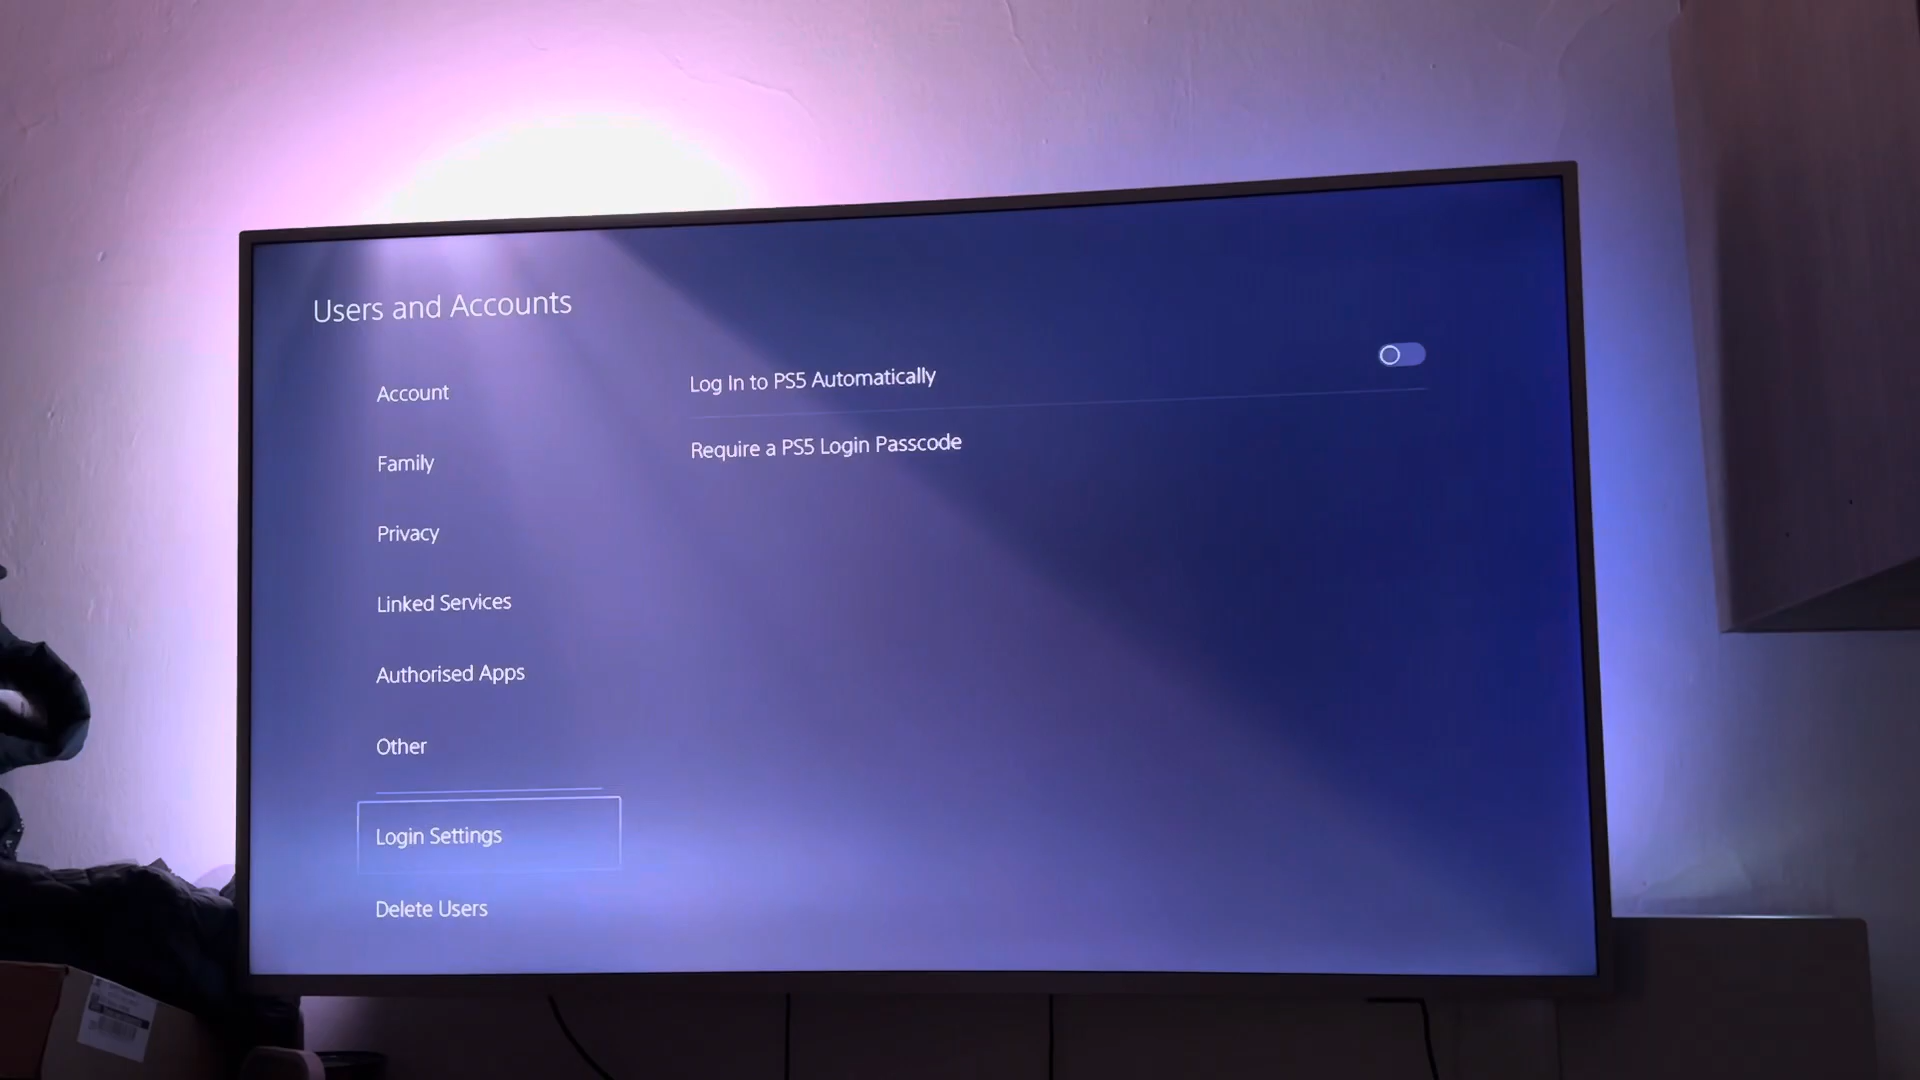 Users and Accounts
Account
Family
Privacy
Linked Services
Authorised Apps
Other
Login Settings
Delete Users
Log In to PS5 Automatically
Require a PS5 Login Passcode